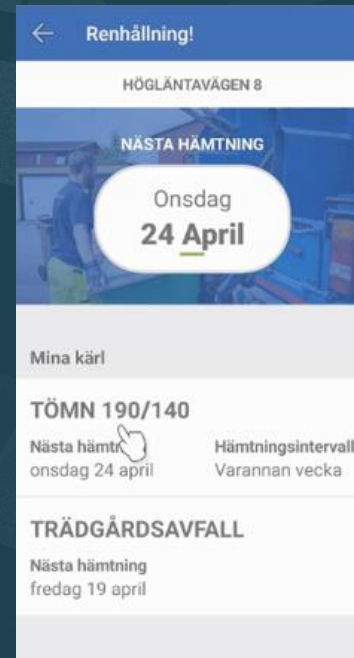 Renhållning!
HÖGLÄNTAVÄGEN 8
NÄSTA HÄMTNING
Onsdag
24 April
Mina kärl
TÖMN 190/140
Nästa
Hämtningsintervall
onsdag 24 april
Varannan vecka
TRÄDGÅRDSAVFALL
Nästa hämtning
fredag 19 april